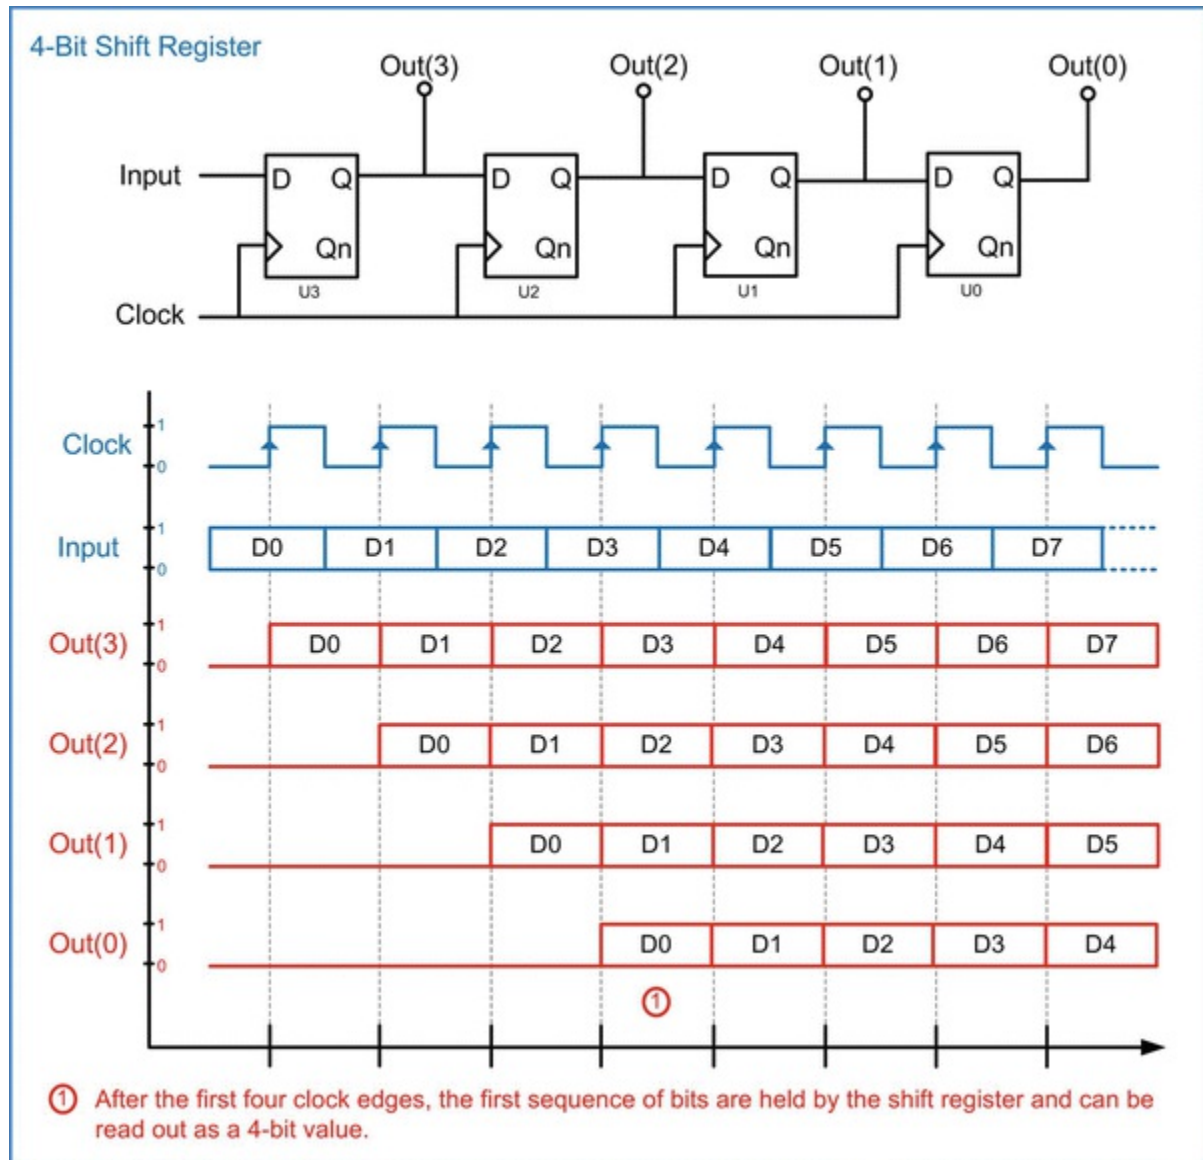 4-Bit Shift Register
Out(3) Out(2) Out(1) Out(0)
Input D Q D Q D Q D Q
Qn Qn Qn Qn
U3 U2 U1 U0
Clock
Clock 1
0
Input 1 D0 D1 D2 D3 D4 D5 D6 D7
0
Out(3) 1 D0 D1 D2 D3 D4 D5 D6 D7
0
Out(2) 1 D0 D1 D2 D3 D4 D5 D6
0
Out(1) 1 D0 D1 D2 D3 D4 D5
0
Out(0) 1 D0 D1 D2 D3 D4
0
1
1 After the first four clock edges, the first sequence of bits are held by the shift register and can be
read out as a 4-bit value.